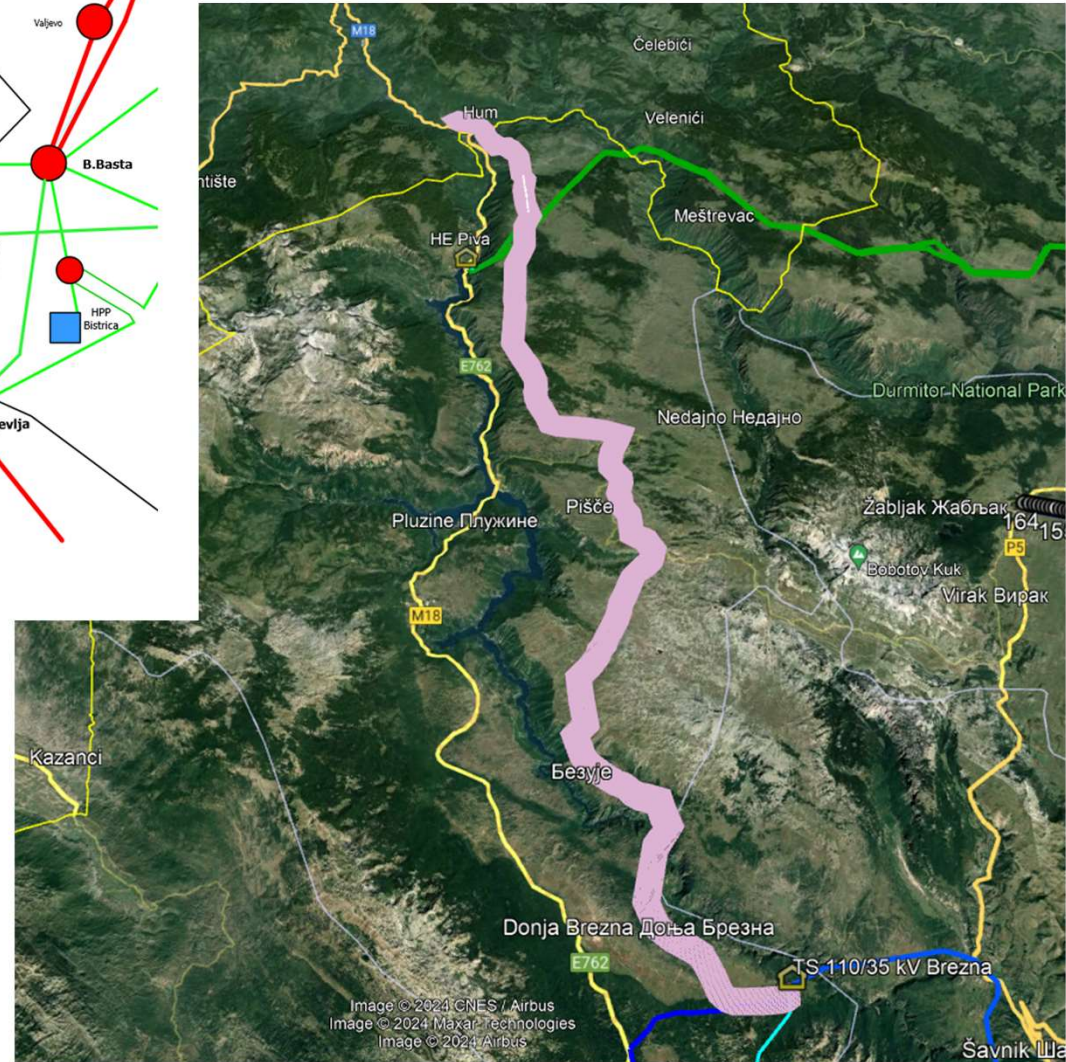 Valjevo
B.Basta
HPP
Bistrica
evlja
M18
Čelebići
Hum
Velenići
ntište
Meštrevac
HE Piva
E762
Durmitor National Park
Nedajno Недајно
Pišče
Žabljak Жабљак
164
15
Pluzine Плужине
P5
Bobotov Kuk
Virak Вирак
M18
Kazanci
Безује
Donja Brezna Доња Брезна
E762
TS 110/35 kV Brezna
Image © 2024 CNES / Airbus
Image © 2024 Maxar Technologies
Image © 2024 Airbus
Šavnik Ша